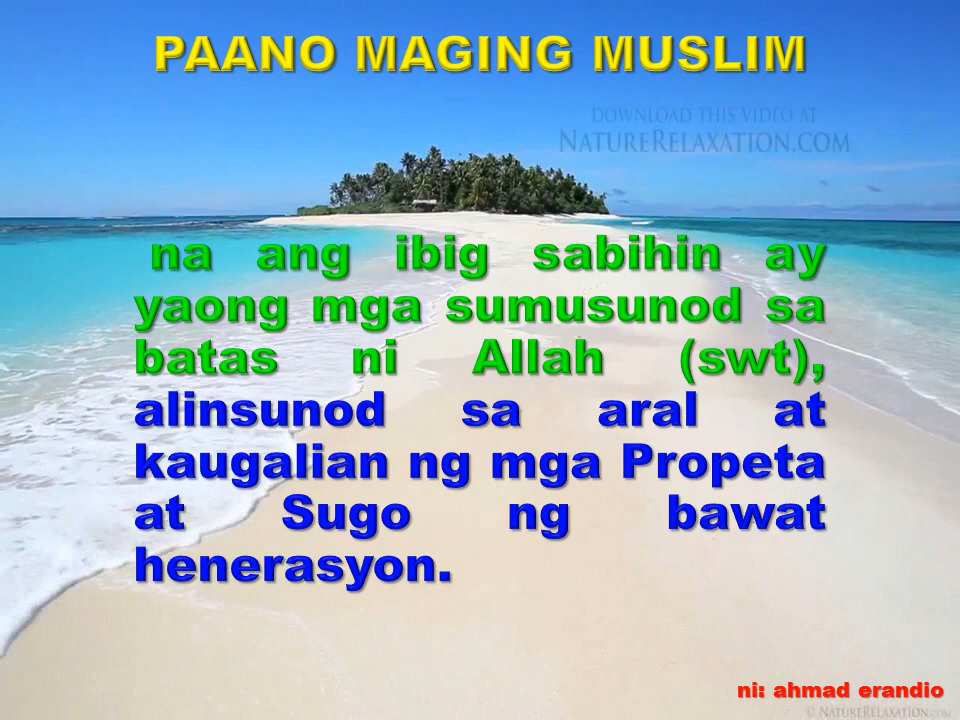 PAANO MAGING MUSLIM
DOWNLOAD THIS VIDEO AT
NATURERELAXATION.COM
na ang ibig sabihin ay
yaong mga sumusunod sa
batas ni Allah (swt),
alinsunod sa aral at
kaugalian ng mga Propeta
at Sugo ng bawat
henerasyon.
ni: ahmad erandio
© NATURERELAXATION.COM